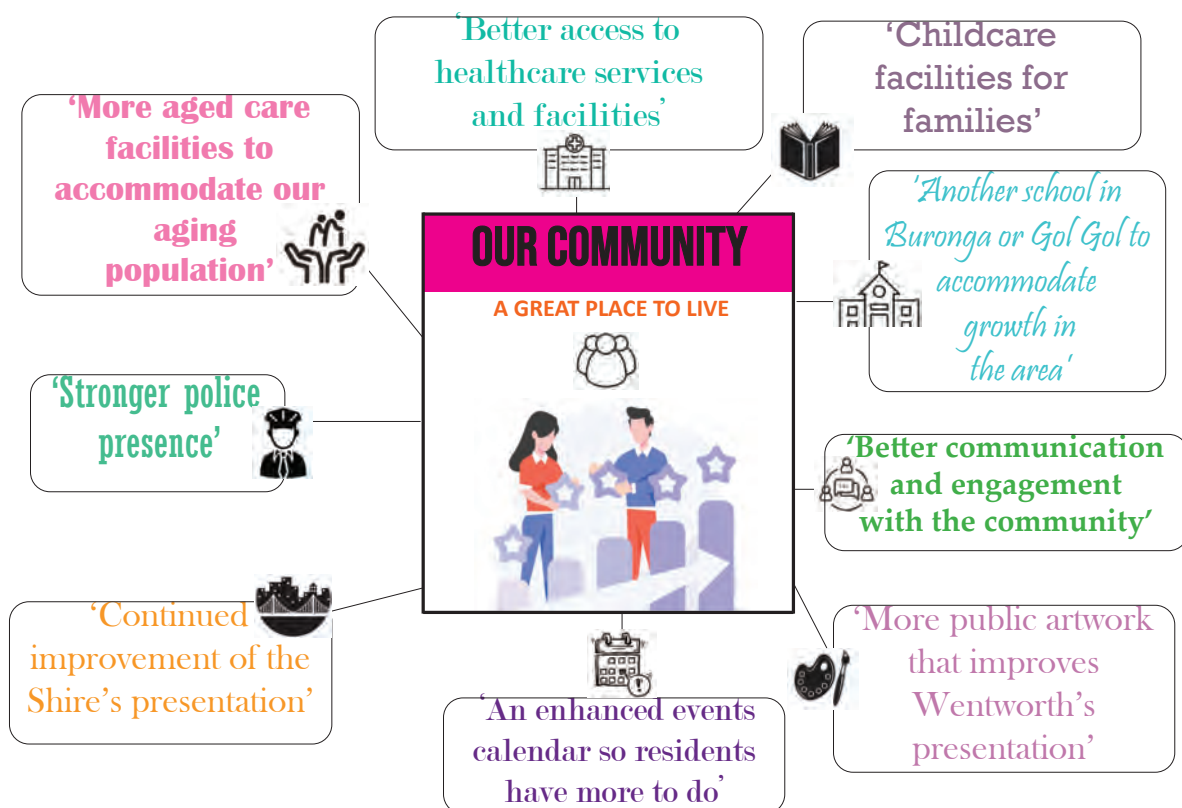 ‘Better access to
healthcare services
and facilities’
‘Childcare
facilities for
families’
‘More aged care
facilities to
accommodate our
aging
population’
‘Another school in
Buronga or Gol Gol to
accommodate
growth in
the area’
OUR COMMUNITY
A GREAT PLACE TO LIVE
‘Stronger police
presence’
‘Better communication
and engagement
with the community’
‘Continued
improvement of the
Shire’s presentation’
‘More public artwork
that improves
Wentworth’s
presentation’
‘An enhanced events
calendar so residents
have more to do’